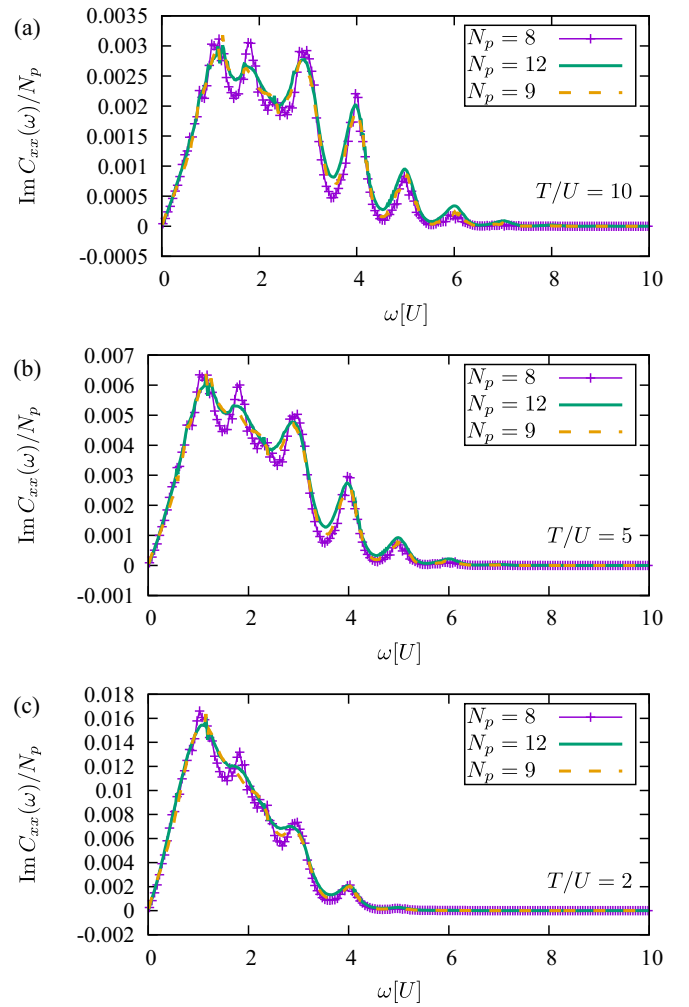 (a)
Im C_{xx}(ω)/N_p
0.0035
0.003
0.0025
0.002
0.0015
0.001
0.0005
0
-0.0005
N_p = 8
N_p = 12
N_p = 9
T/U = 10
0 2 4 6 8 10
ω[U]
(b)
Im C_{xx}(ω)/N_p
0.007
0.006
0.005
0.004
0.003
0.002
0.001
0
-0.001
N_p = 8
N_p = 12
N_p = 9
T/U = 5
0 2 4 6 8 10
ω[U]
(c)
Im C_{xx}(ω)/N_p
0.018
0.016
0.014
0.012
0.01
0.008
0.006
0.004
0.002
0
-0.002
N_p = 8
N_p = 12
N_p = 9
T/U = 2
0 2 4 6 8 10
ω[U]